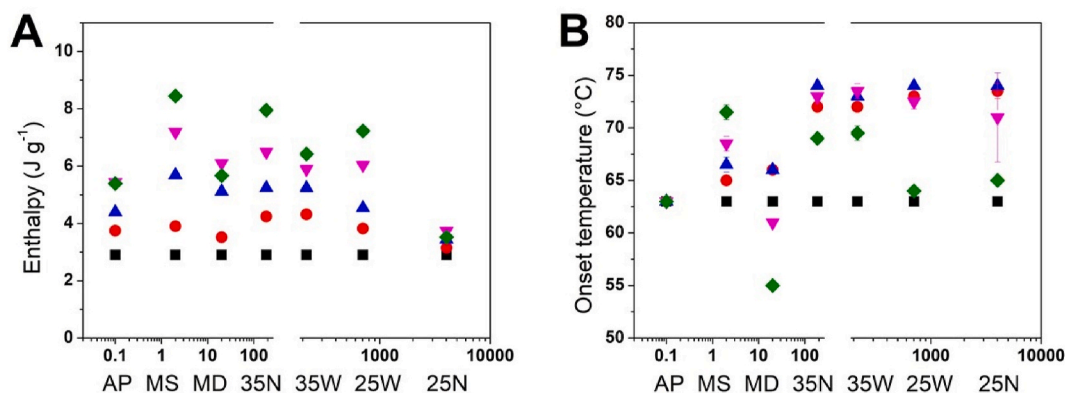 A
Enthalpy (J g⁻¹)
10
8
6
4
2
0
0.1 1 10 100 1000 10000
AP MS MD 35N 35W 25W 25N
B
Onset temperature (°C)
80
75
70
65
60
55
50
0.1 1 10 100 1000 10000
AP MS MD 35N 35W 25W 25N